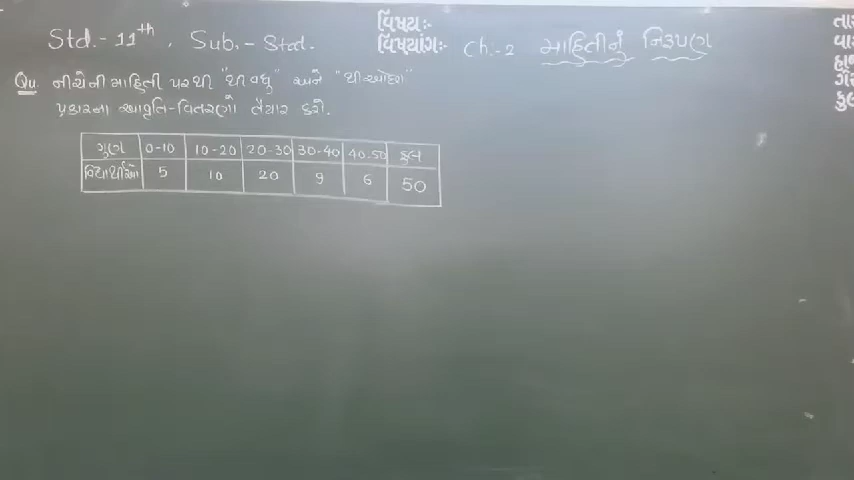 વિષયઃ-
Std.- 11th , Sub. - Stat. વિષયાંગઃ- Ch.-2 માહિતીનું નિરૂપણ
Qu. નીચેની માહિતી પરથી "થી વધુ" અને "થી ઓછા"
પ્રકારના આવૃત્તિ-વિતરણો તૈયાર કરો.
ગુણ 0-10 10-20 20-30 30-40 40-50 કુલ
વિદ્યાર્થીઓ 5 10 20 9 6 50